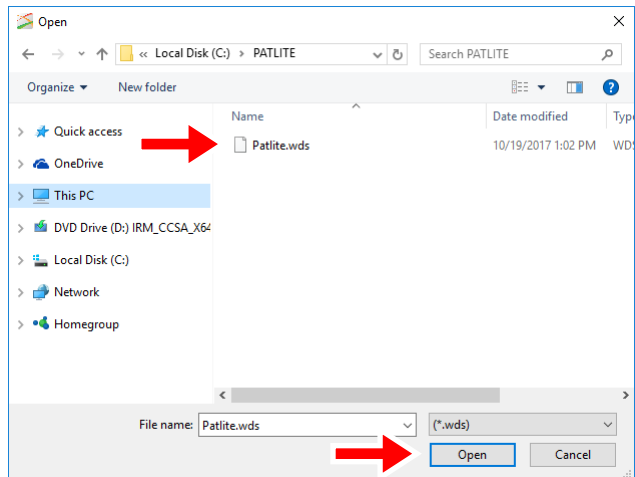 Open
« Local Disk (C:) > PATLITE
Search PATLITE
Organize
New folder
Name
Date modified
Type
Quick access
Patlite.wds
10/19/2017 1:02 PM
WDS
OneDrive
This PC
DVD Drive (D:) IRM_CCSA_X64
Local Disk (C:)
Network
Homegroup
File name:
Patlite.wds
(*.wds)
Open
Cancel